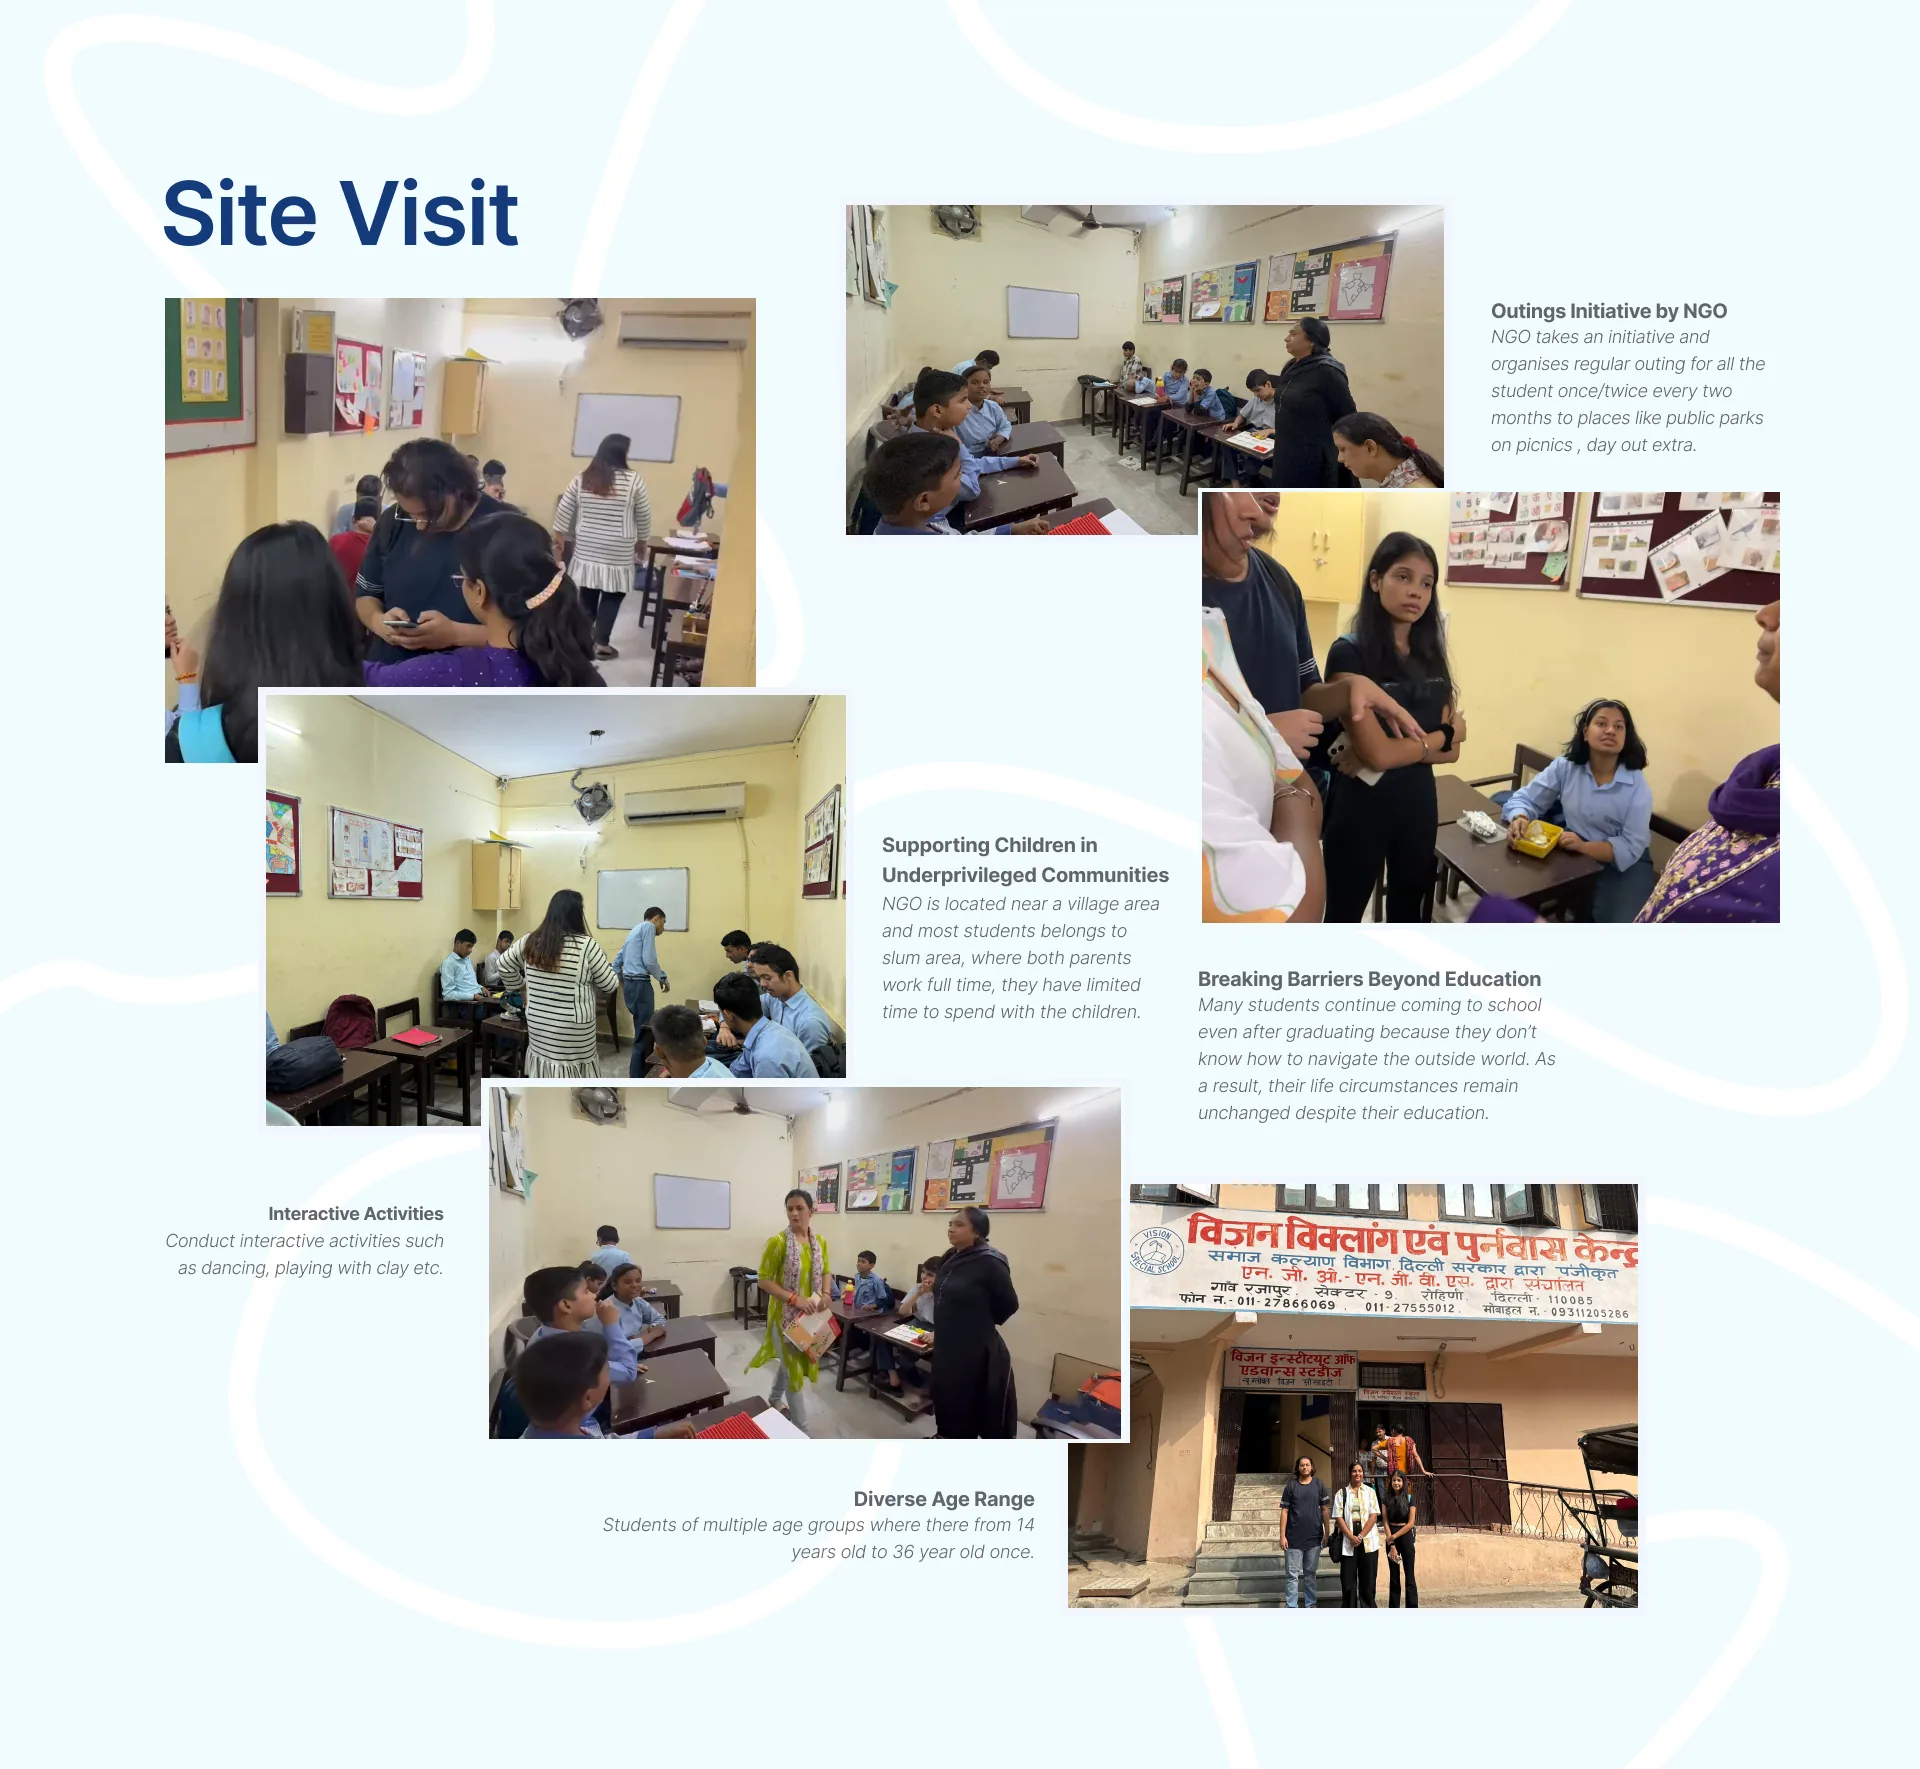 Site Visit
Outings Initiative by NGO
NGO takes an initiative and
organises regular outing for all the
student once/twice every two
months to places like public parks
on picnics , day out extra.
Supporting Children in
Underprivileged Communities
NGO is located near a village area
and most students belongs to
slum area, where both parents
work full time, they have limited
time to spend with the children.
Breaking Barriers Beyond Education
Many students continue coming to school
even after graduating because they don't
know how to navigate the outside world. As
a result, their life circumstances remain
unchanged despite their education.
Interactive Activities
Conduct interactive activities such
as dancing, playing with clay etc.
Diverse Age Range
Students of multiple age groups where there from 14
years old to 36 year old once.
VISION
SPECIAL SCHOOL
विज़न विकलांग एवं पुर्नवास केन्द्र
समाज कल्याण विभाग दिल्ली सरकार द्वारा पंजीकृत
एन. जी. ओ.- एन. जी. वी. एस. द्वारा संचालित
गाँव रजापुर, सेक्टर - 9, रोहिणी, दिल्ली - 110085
फोन न.- 011-27866069 , 011-27555012, मोबाइल न. - 09311205286
विजन इन्स्टीटयूट ऑफ
एडवान्स स्टडीज